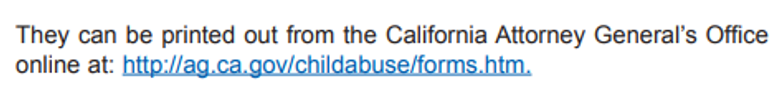 They can be printed out from the California Attorney General’s Office
online at: http://ag.ca.gov/childabuse/forms.htm.